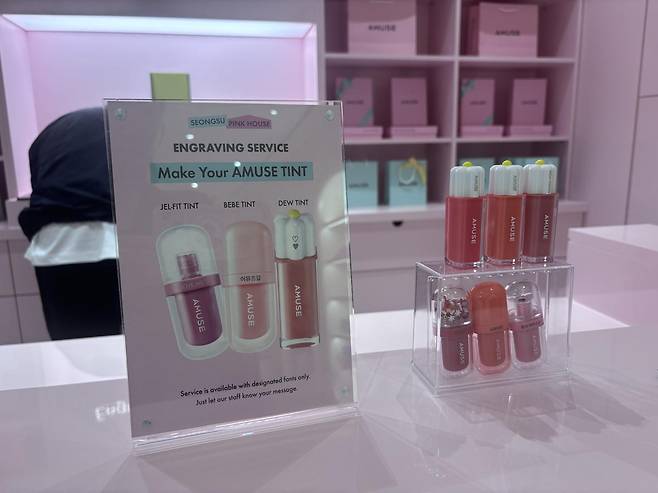 SEONGSU
PINK HOUSE
ENGRAVING SERVICE
Make Your AMUSE TINT
JEL-FIT TINT
BEBE TINT
DEW TINT
AMUSE
AMUSE
AMUSE
Service is available with designated fonts only.
Just let our staff know your message.
AMUSE
AMUSE
AMUSE
AMUSE
AMUSE
AMUSE
AMUSE
AMUSE